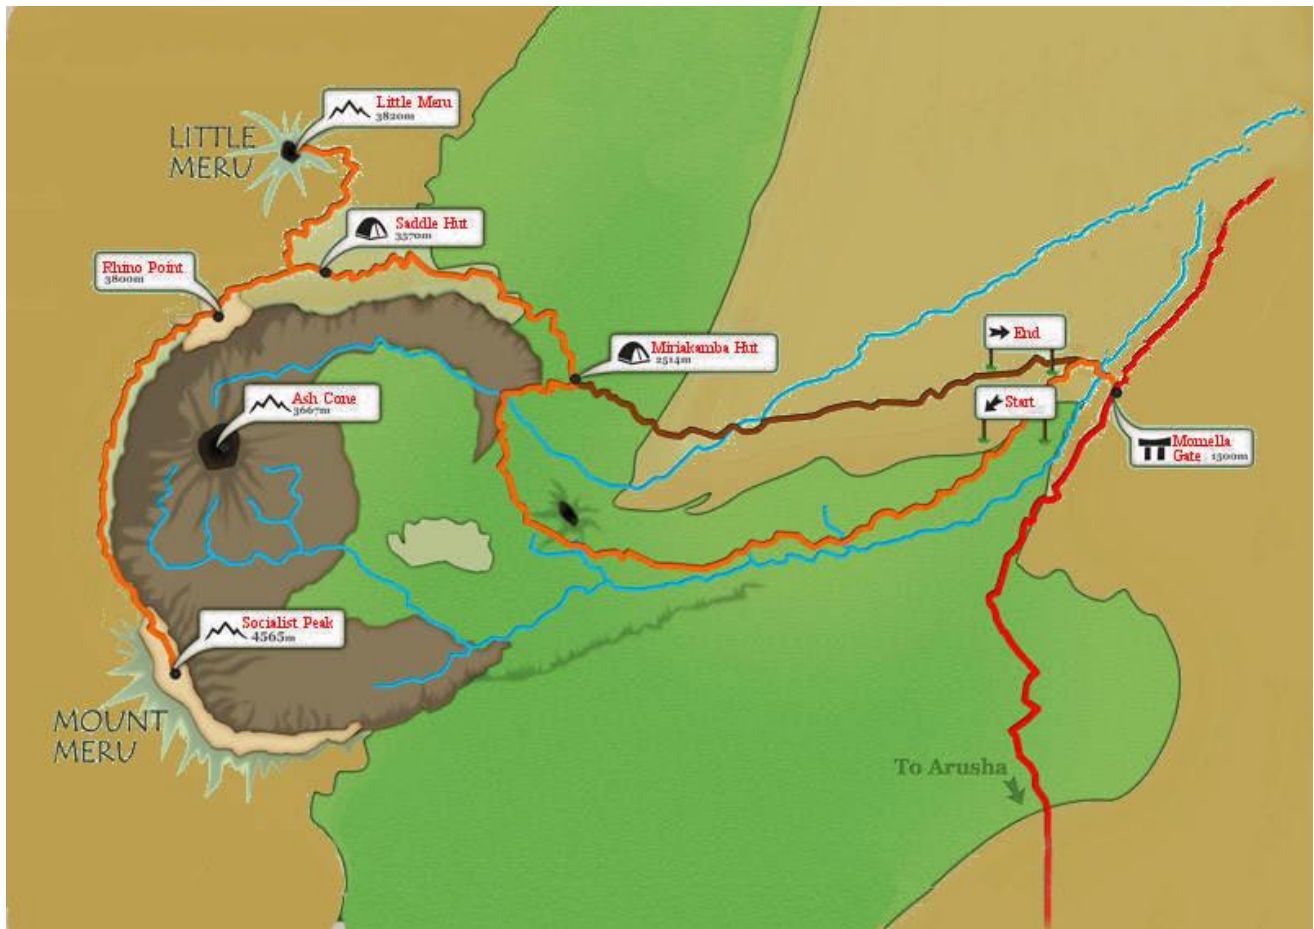 Little Meru
3820m
LITTLE
MERU
Saddle Hut
3570m
Rhino Point
3800m
Miriakamba Hut
2514m
End
Ash Cone
3667m
Start
Momella
Gate 1500m
Socialist Peak
4565m
MOUNT
MERU
To Arusha